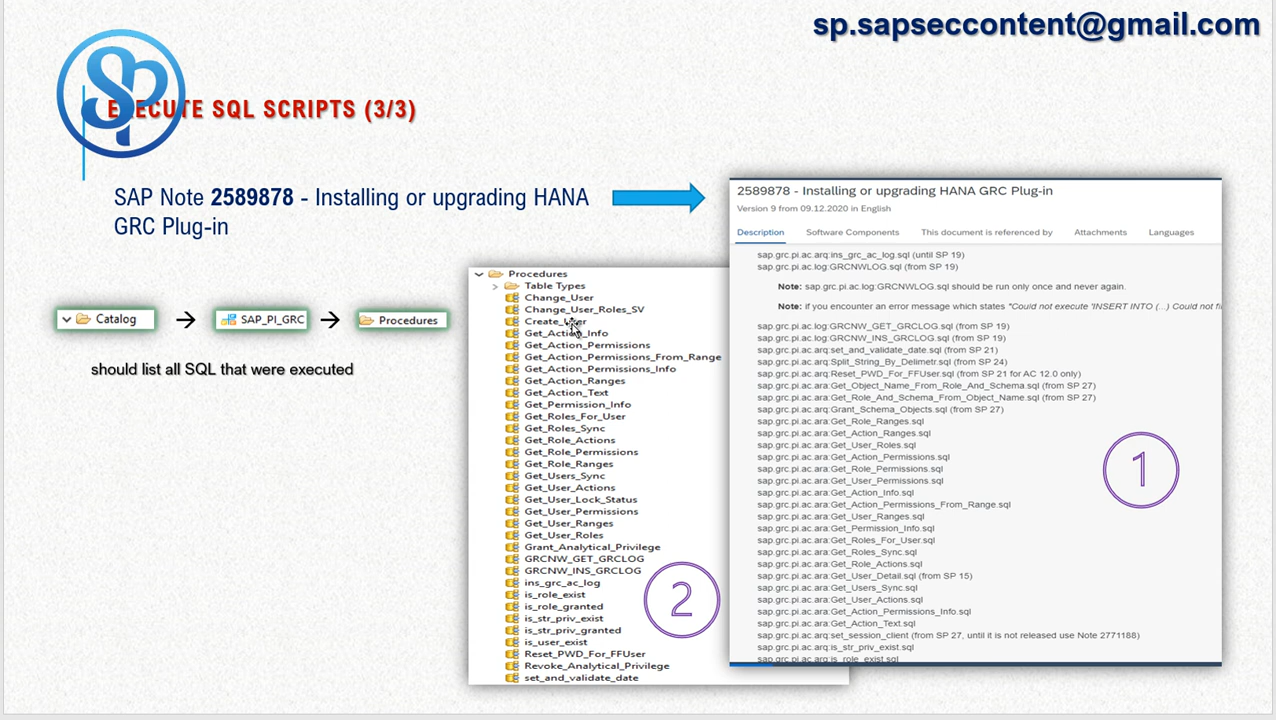 sp.sapseccontent@gmail.com
SP
EXECUTE SQL SCRIPTS (3/3)
SAP Note 2589878 - Installing or upgrading HANA
GRC Plug-in
Catalog
SAP_PI_GRC
Procedures
should list all SQL that were executed
Procedures
Table Types
Change_User
Change_User_Roles_SV
Create_User
Get_Action_Info
Get_Action_Permissions
Get_Action_Permissions_From_Range
Get_Action_Permissions_Info
Get_Action_Ranges
Get_Action_Text
Get_Permission_Info
Get_Roles_For_User
Get_Roles_Sync
Get_Role_Actions
Get_Role_Permissions
Get_Role_Ranges
Get_Users_Sync
Get_User_Actions
Get_User_Lock_Status
Get_User_Permissions
Get_User_Ranges
Get_User_Roles
Grant_Analytical_Privilege
GRCNW_GET_GRCLOG
GRCNW_INS_GRCLOG
ins_grc_ac_log
is_role_exist
is_role_granted
is_str_priv_exist
is_str_priv_granted
is_user_exist
Reset_PWD_For_FFUser
Revoke_Analytical_Privilege
set_and_validate_date
2
2589878 - Installing or upgrading HANA GRC Plug-in
Version 9 from 09.12.2020 in English
Description Software Components This document is referenced by Attachments Languages
sap.grc.pi.ac.arq:ins_grc_ac_log.sql (until SP 19)
sap.grc.pi.ac.log:GRCNWLOG.sql (from SP 19)
Note: sap.grc.pi.ac.log:GRCNWLOG.sql should be run only once and never again.
Note: if you encounter an error message which states "Could not execute 'INSERT INTO (...) Could not fi
sap.grc.pi.ac.log:GRCNW_GET_GRCLOG.sql (from SP 19)
sap.grc.pi.ac.log:GRCNW_INS_GRCLOG.sql (from SP 19)
sap.grc.pi.ac.arq:set_and_validate_date.sql (from SP 21)
sap.grc.pi.ac.arq:Split_String_By_Delimetr.sql (from SP 24)
sap.grc.pi.ac.arq:Reset_PWD_For_FFUser.sql (from SP 21 for AC 12.0 only)
sap.grc.pi.ac.arq:Get_Object_Name_From_Role_And_Schema.sql (from SP 27)
sap.grc.pi.ac.arq:Get_Role_And_Schema_From_Object_Name.sql (from SP 27)
sap.grc.pi.ac.arq:Grant_Schema_Objects.sql (from SP 27)
sap.grc.pi.ac.ara:Get_Role_Ranges.sql
sap.grc.pi.ac.ara:Get_Action_Ranges.sql
sap.grc.pi.ac.ara:Get_User_Roles.sql
sap.grc.pi.ac.ara:Get_Action_Permissions.sql
sap.grc.pi.ac.ara:Get_Role_Permissions.sql
sap.grc.pi.ac.ara:Get_User_Permissions.sql
sap.grc.pi.ac.ara:Get_Action_Info.sql
sap.grc.pi.ac.ara:Get_Action_Permissions_From_Range.sql
sap.grc.pi.ac.ara:Get_User_Ranges.sql
sap.grc.pi.ac.ara:Get_Permission_Info.sql
sap.grc.pi.ac.ara:Get_Roles_For_User.sql
sap.grc.pi.ac.ara:Get_Roles_Sync.sql
sap.grc.pi.ac.ara:Get_Role_Actions.sql
sap.grc.pi.ac.ara:Get_User_Detail.sql (from SP 15)
sap.grc.pi.ac.ara:Get_Users_Sync.sql
sap.grc.pi.ac.ara:Get_User_Actions.sql
sap.grc.pi.ac.ara:Get_Action_Permissions_Info.sql
sap.grc.pi.ac.ara:Get_Action_Text.sql
sap.grc.pi.ac.arq:set_session_client (from SP 27, until it is not released use Note 2771188)
sap.grc.pi.ac.arq:is_str_priv_exist.sql
sap.grc.pi.ac.arq:is_role_exist.sql
1